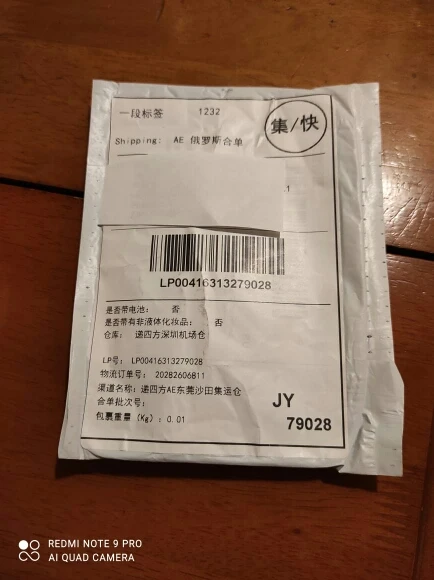 一段标签 1232
集/快
Shipping: AE 俄罗斯合单
LP00416313279028
是否带电池: 否
是否带有非液体化妆品: 否
仓库: 递四方深圳机场仓
LP号: LP00416313279028
物流订单号: 20282606811
渠道名称: 递四方AE东莞沙田集运仓
合单批次号:
包裹重量(Kg): 0.01
JY
79028
REDMI NOTE 9 PRO
AI QUAD CAMERA